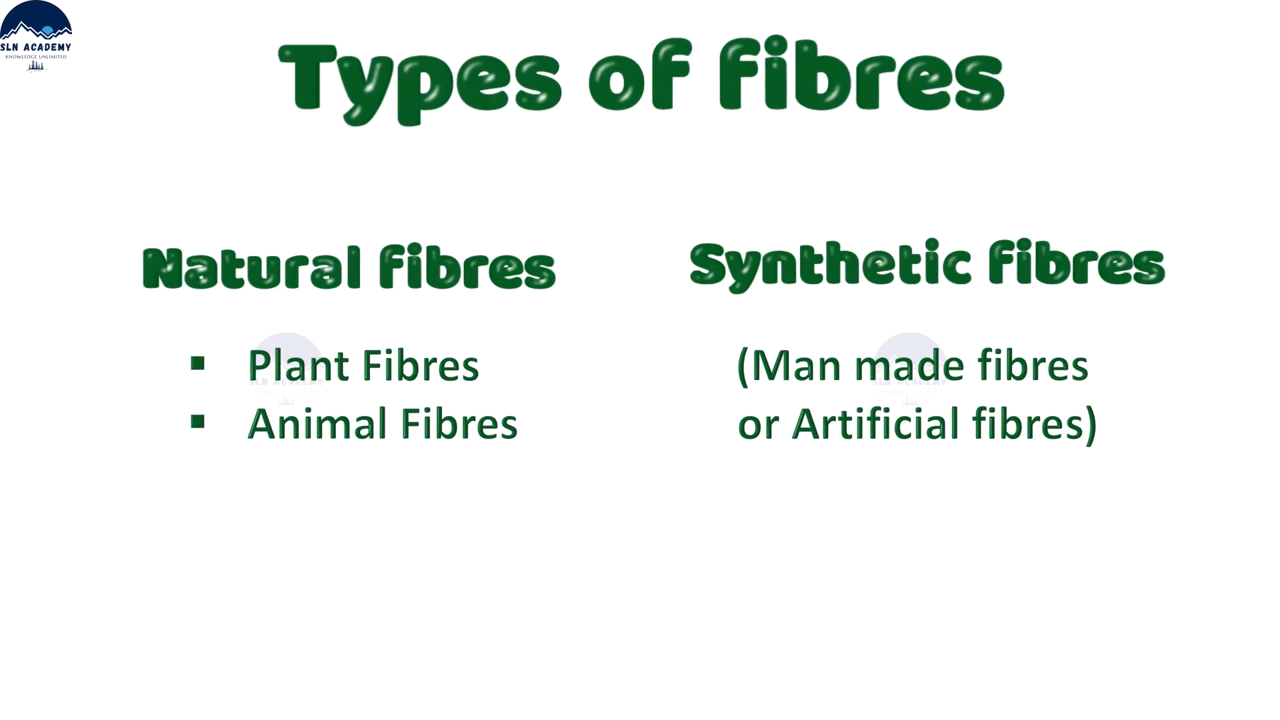 SLN ACADEMY
KNOWLEDGE UNLIMITED
Types of fibres
Natural fibres
Synthetic fibres
▪ Plant Fibres
▪ Animal Fibres
(Man made fibres
or Artificial fibres)